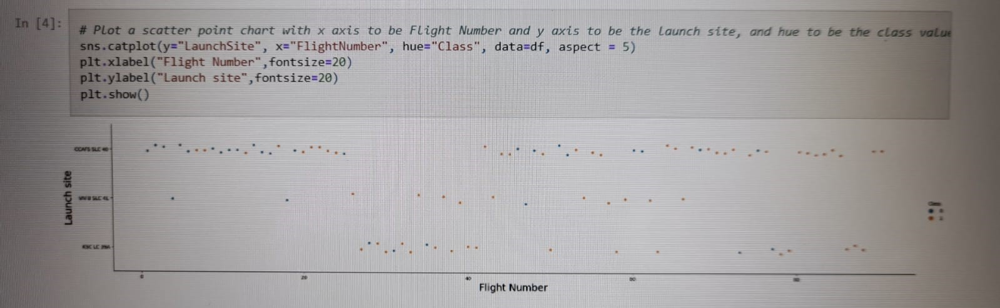 In [4]:
# Plot a scatter point chart with x axis to be Flight Number and y axis to be the launch site, and hue to be the class value
sns.catplot(y="LaunchSite", x="FlightNumber", hue="Class", data=df, aspect = 5)
plt.xlabel("Flight Number",fontsize=20)
plt.ylabel("Launch site",fontsize=20)
plt.show()
Launch site
CCAFS SLC 40
VAFB SLC 4E
KSC LC 39A
0 20 40 60 80
Flight Number
Class
0
1